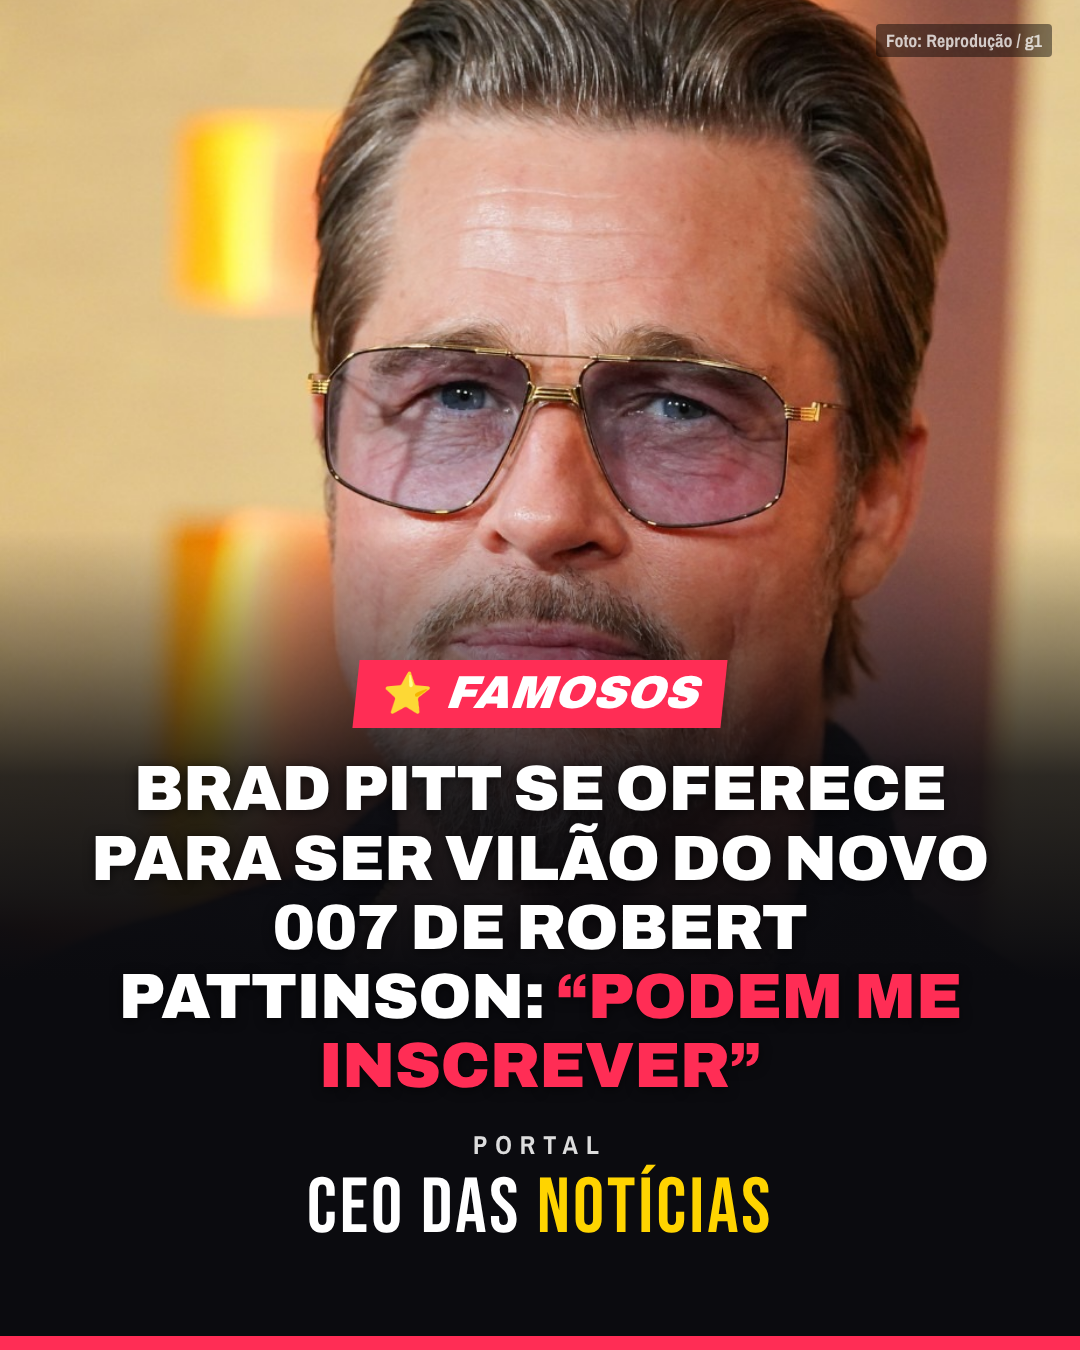 Foto: Reprodução / g1
FAMOSOS
BRAD PITT SE OFERECE
PARA SER VILÃO DO NOVO
007 DE ROBERT
PATTINSON: “PODEM ME
INSCREVER”
PORTAL
CEO DAS NOTÍCIAS